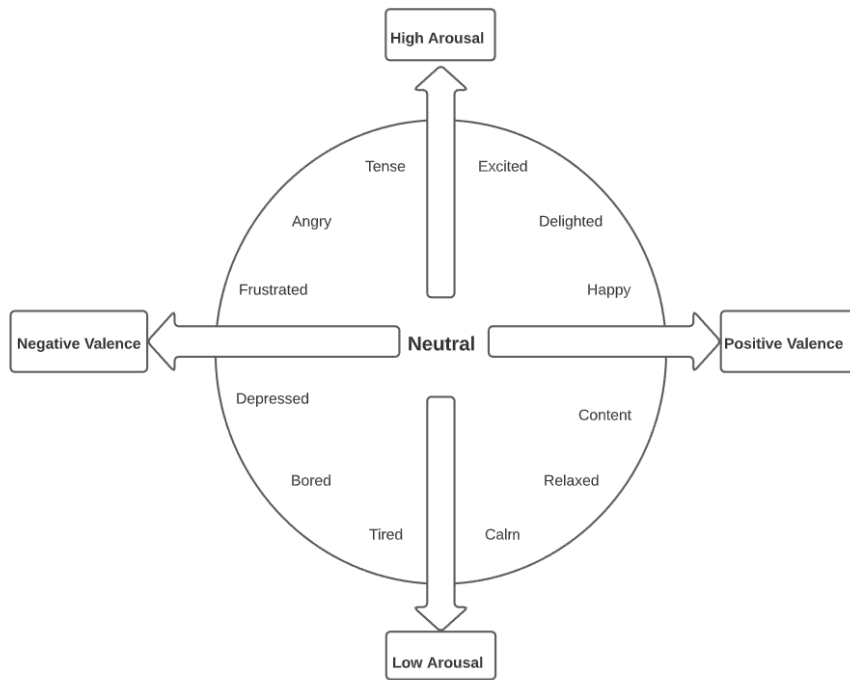 High Arousal
Tense
Excited
Angry
Delighted
Frustrated
Happy
Negative Valence
Neutral
Positive Valence
Depressed
Content
Bored
Relaxed
Tired
Calm
Low Arousal